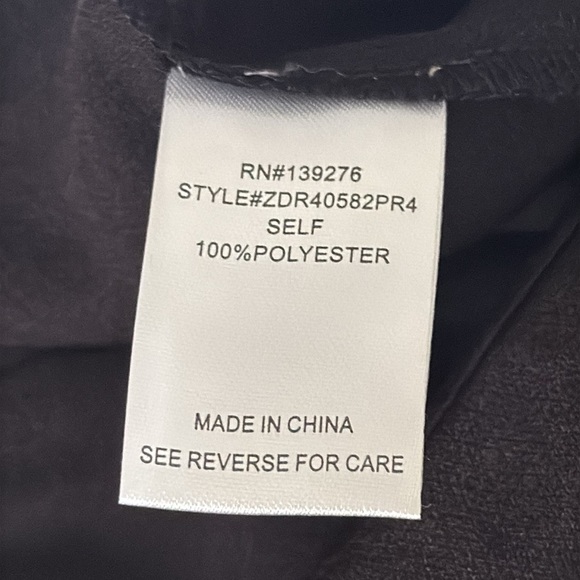 RN#139276
STYLE#ZDR40582PR4
SELF
100%POLYESTER
MADE IN CHINA
SEE REVERSE FOR CARE